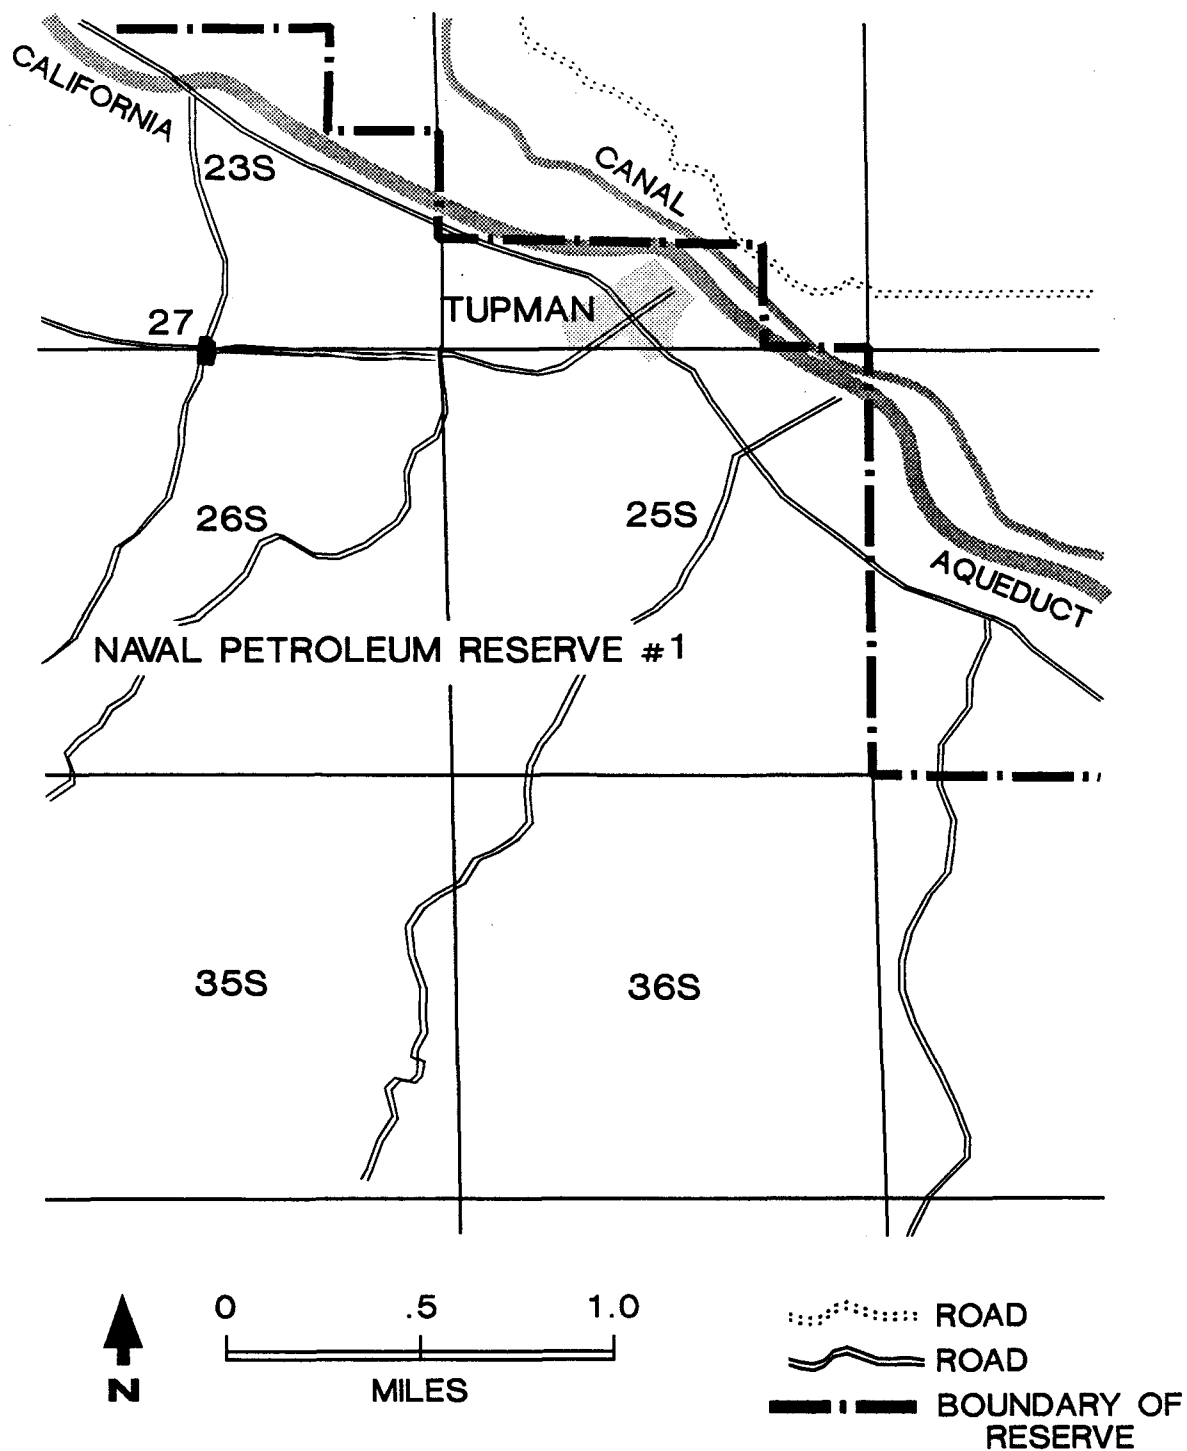 CALIFORNIA
23S
CANAL
27
TUPMAN
26S
25S
AQUEDUCT
NAVAL PETROLEUM RESERVE #1
35S
36S
0 .5 1.0
MILES
N
ROAD
ROAD
BOUNDARY OF
RESERVE